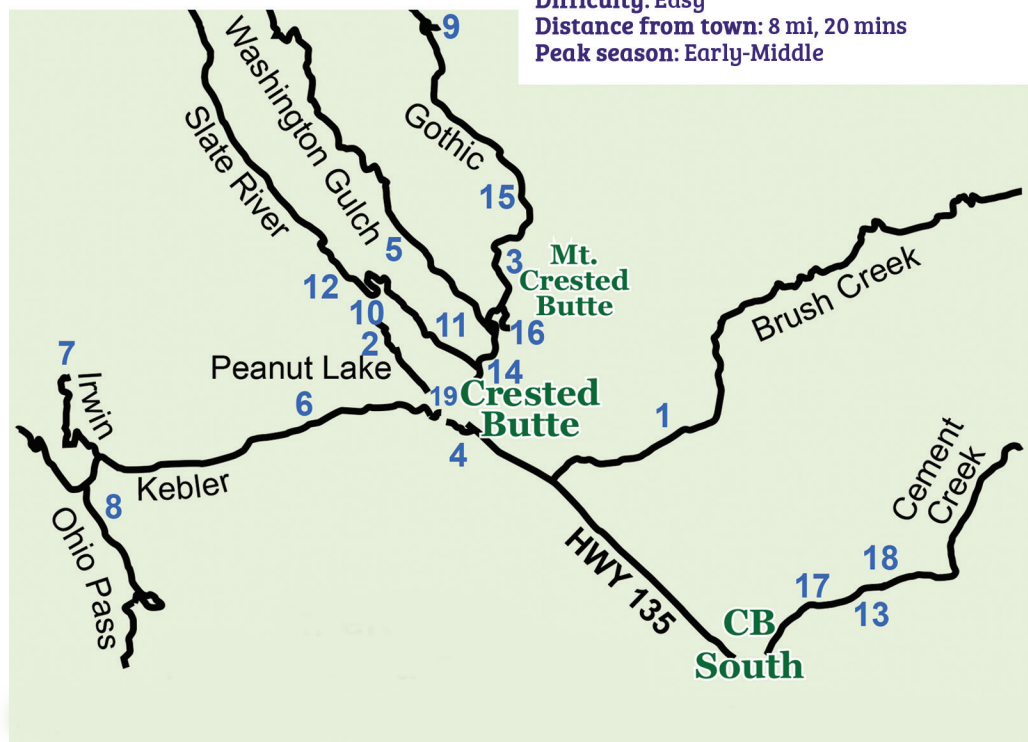 Difficulty: Easy
Distance from town: 8 mi, 20 mins
Peak season: Early-Middle
9
Washington Gulch
Slate River
Gothic
15
5
3
Mt.
Crested
Butte
12
10
11
16
2
Brush Creek
7
Irwin
Peanut Lake
14
6
19
Crested
Butte
1
4
Kebler
8
Cement
Creek
Ohio Pass
HWY 135
18
17
13
CB
South